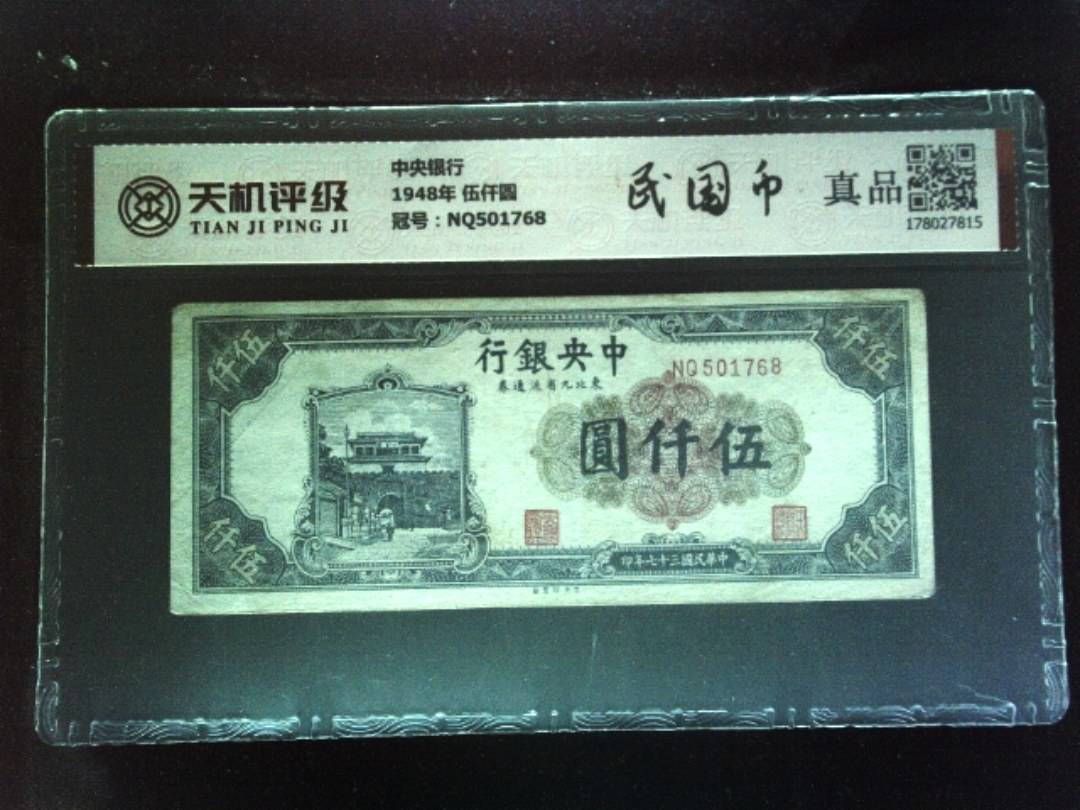 天机评级
TIAN JI PING JI
中央银行
1948年 伍仟圆
冠号：NQ501768
民国币
真品
178027815
伍仟
伍仟
中央銀行
東北九省流通券
NQ501768
伍仟圓
伍仟
伍仟
中華民國三十七年印